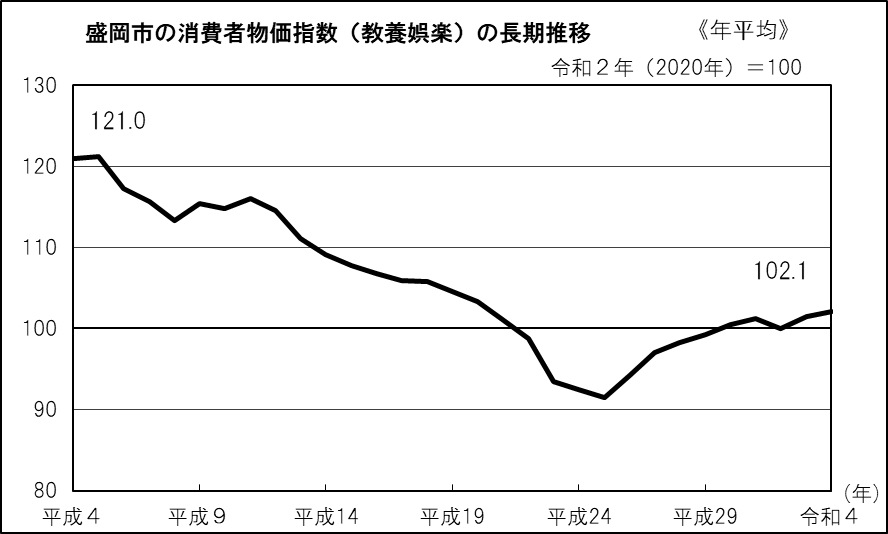 盛岡市の消費者物価指数（教養娯楽）の長期推移 《年平均》
令和２年（2020年）＝100
130
121.0
120
110
102.1
100
90
80
（年）
平成４ 平成９ 平成14 平成19 平成24 平成29 令和４